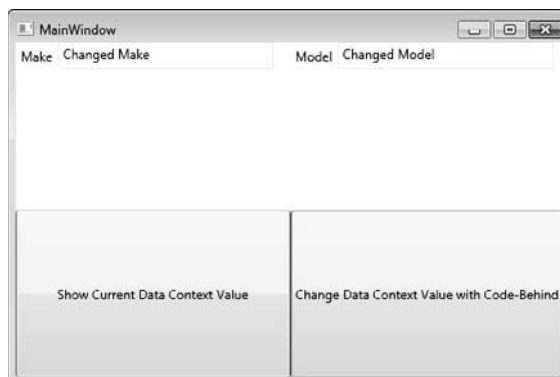 MainWindow
Make Changed Make Model Changed Model
Show Current Data Context Value Change Data Context Value with Code-Behind